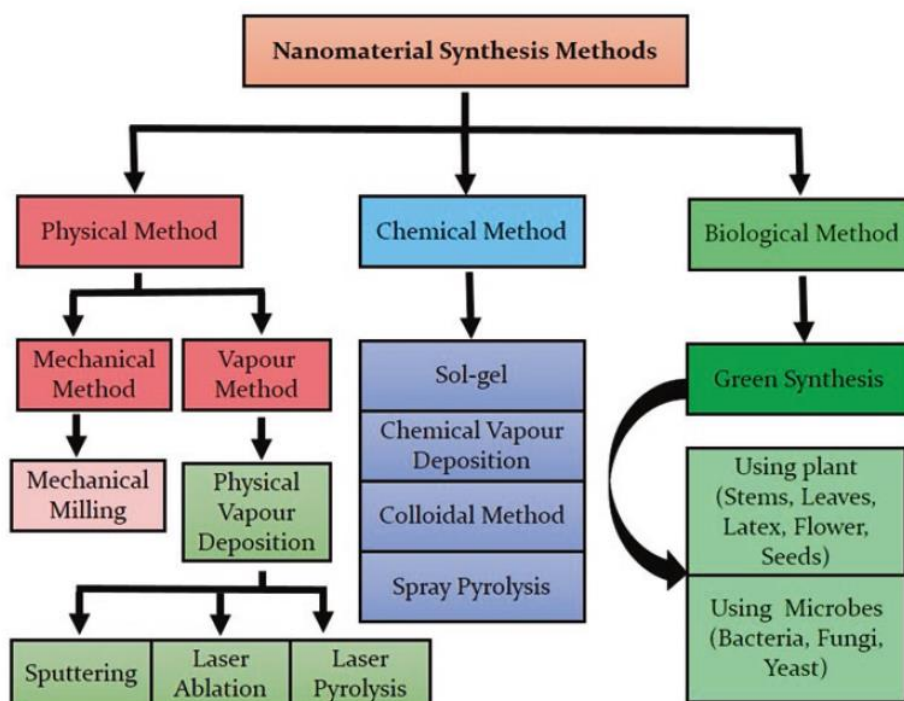 Nanomaterial Synthesis Methods
Physical Method
Chemical Method
Biological Method
Mechanical
Method
Vapour
Method
Mechanical
Milling
Physical
Vapour
Deposition
Sputtering
Laser
Ablation
Laser
Pyrolysis
Sol-gel
Chemical Vapour
Deposition
Colloidal Method
Spray Pyrolysis
Green Synthesis
Using plant
(Stems, Leaves,
Latex, Flower,
Seeds)
Using Microbes
(Bacteria, Fungi,
Yeast)